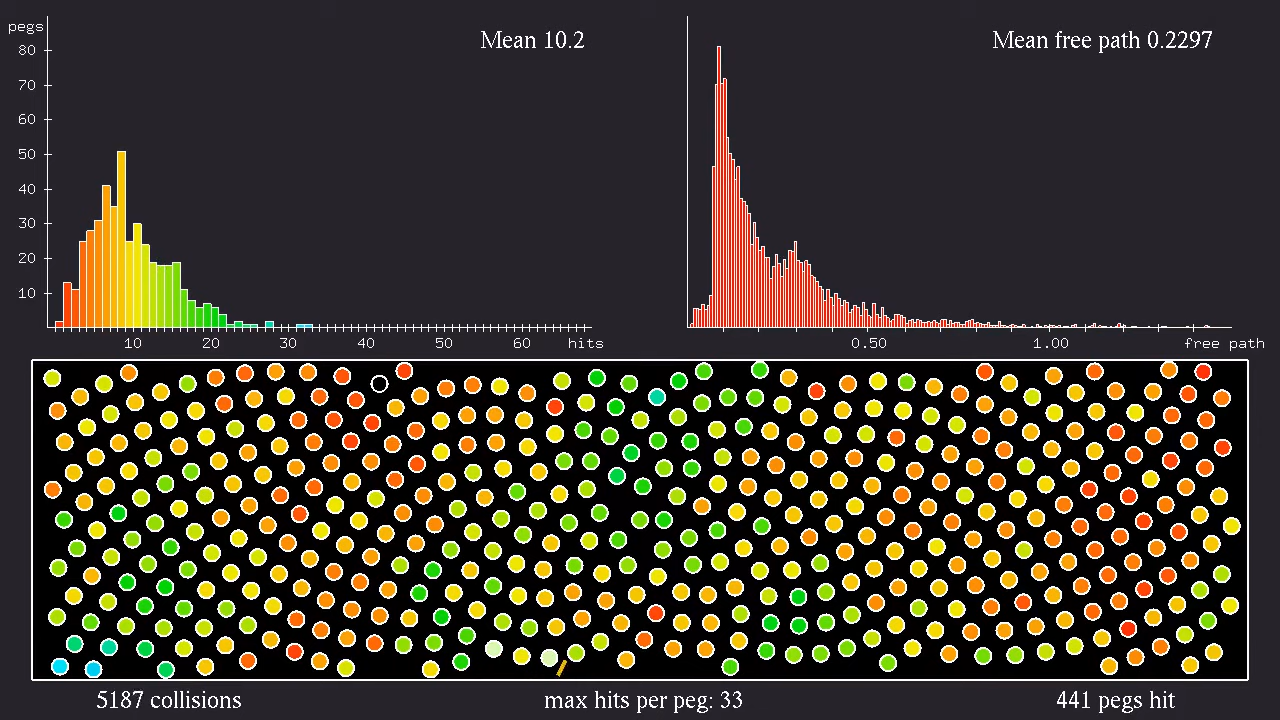 pegs
Mean 10.2
Mean free path 0.2297
80
70
60
50
40
30
20
10
10 20 30 40 50 60 hits
0.50 1.00 free path
5187 collisions
max hits per peg: 33
441 pegs hit